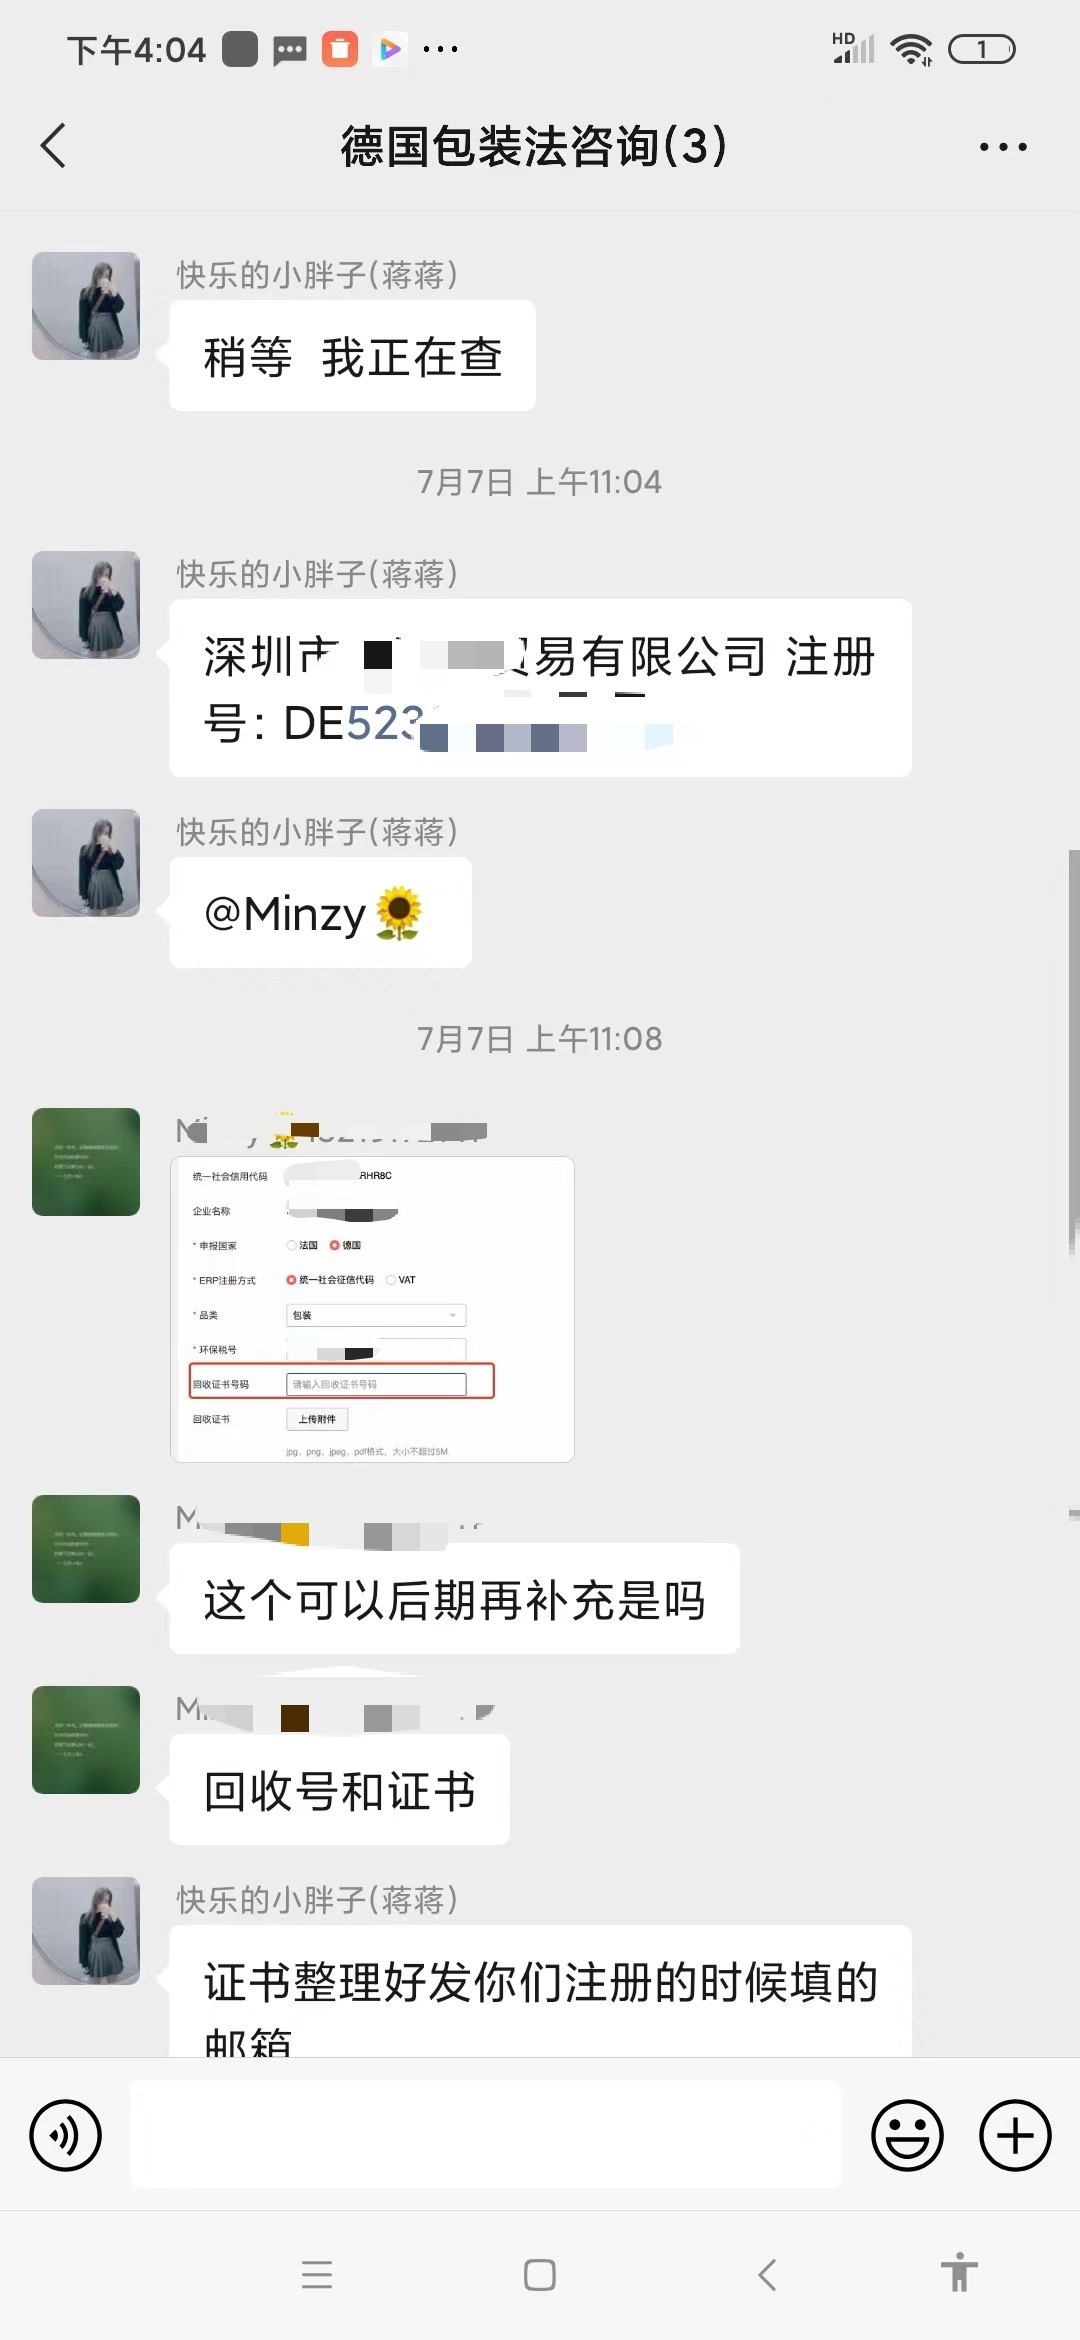 下午4:04
HD
1
德国包装法咨询(3)
快乐的小胖子(蒋蒋)
稍等 我正在查
7月7日 上午11:04
快乐的小胖子(蒋蒋)
深圳市 易有限公司 注册
号: DE523
快乐的小胖子(蒋蒋)
@Minzy🌻
7月7日 上午11:08
统一社会信用代码 RHR8C
企业名称
* 申报国家 法国 德国
* ERP注册方式 统一社会征信代码 VAT
* 品类 包装
* 环保税号
回收证书号码 请输入回收证书号码
回收证书 上传附件
jpg、png、jpeg、pdf格式，大小不超过5M
这个可以后期再补充是吗
回收号和证书
快乐的小胖子(蒋蒋)
证书整理好发你们注册的时候填的
邮箱